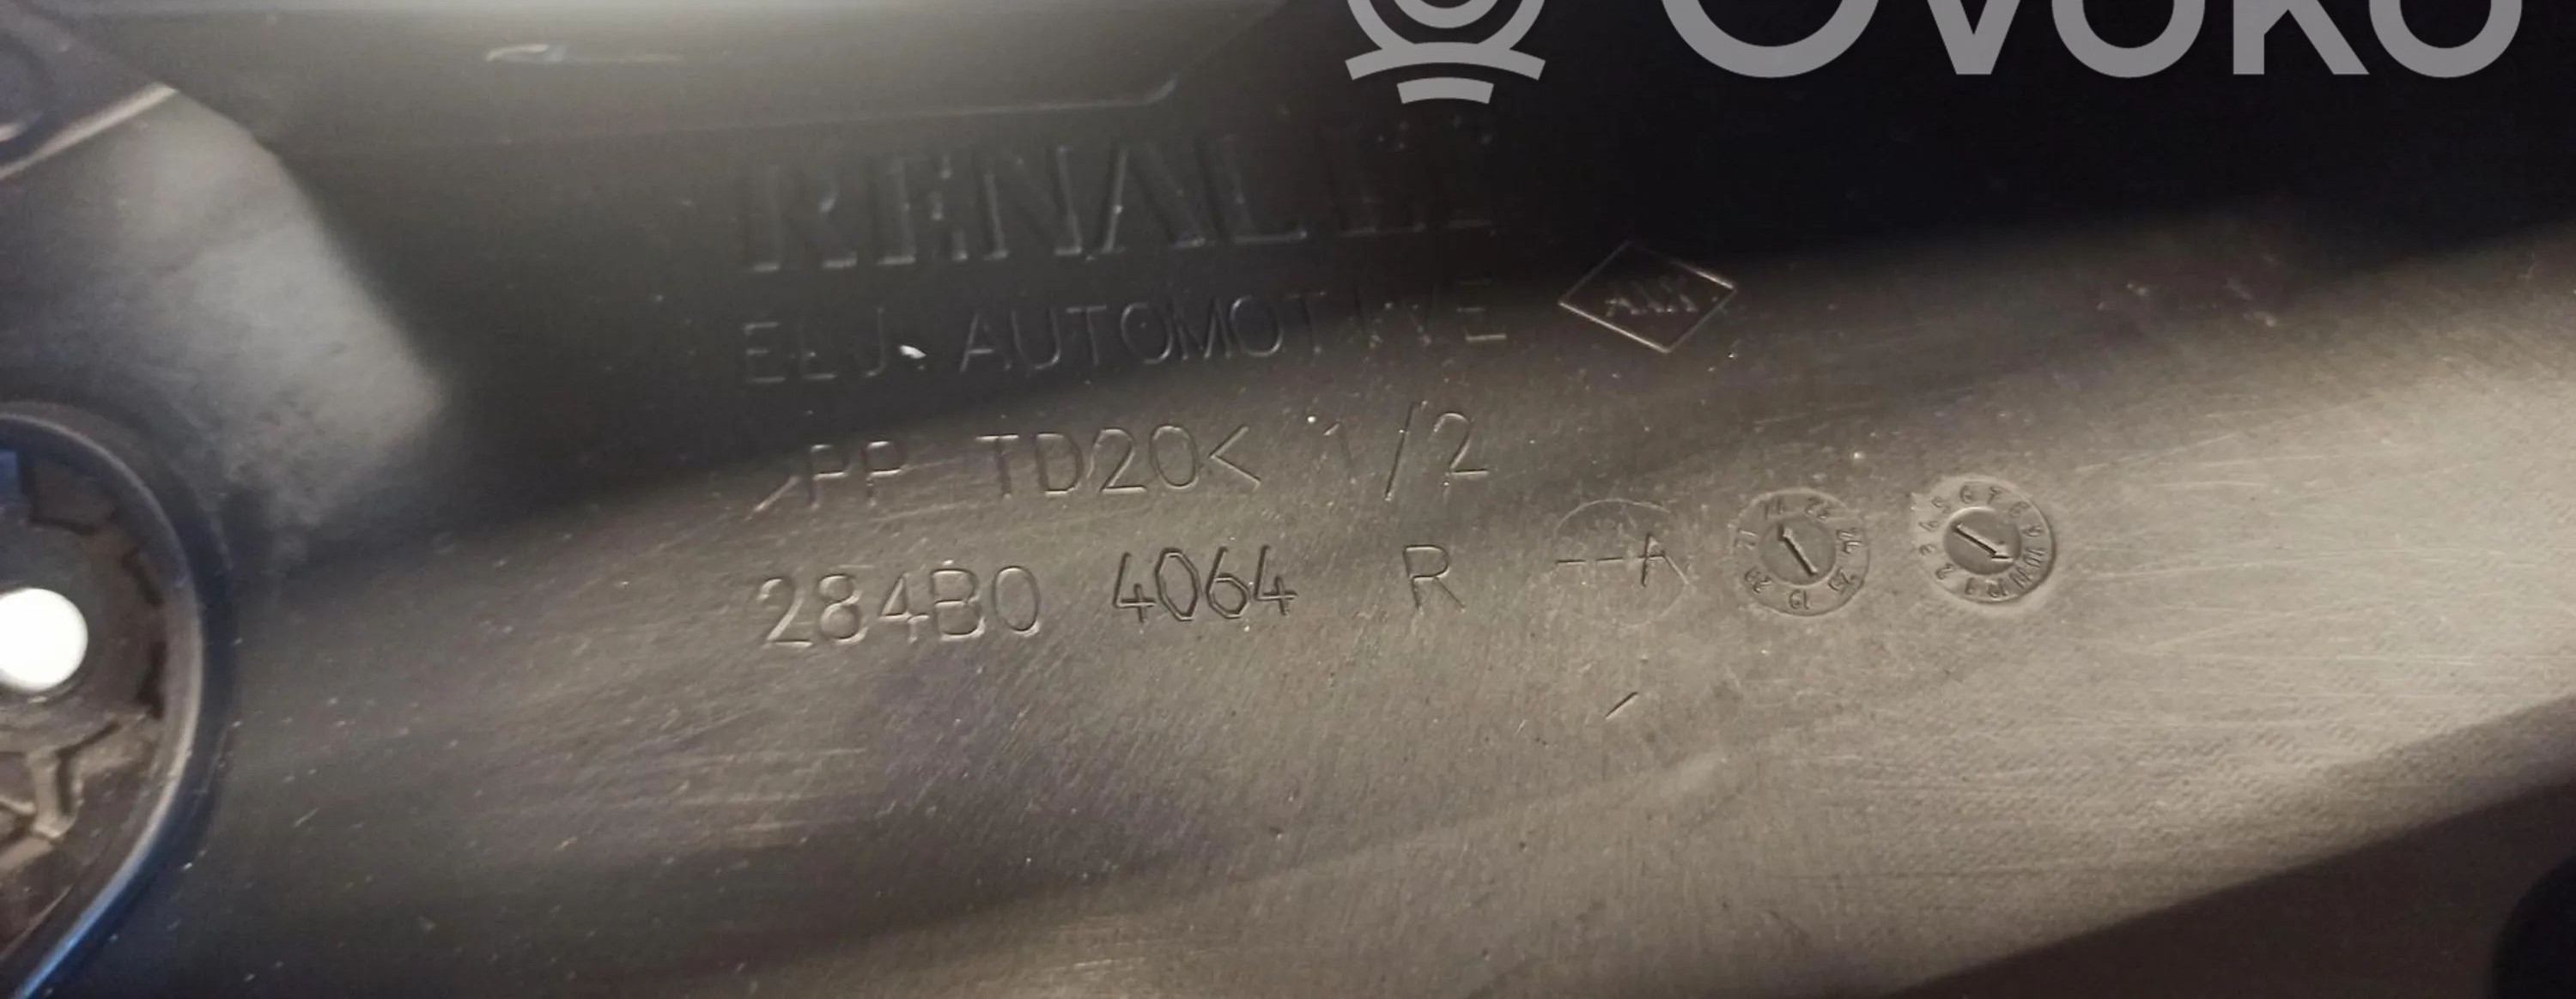 OVOKO
RENAULT
ELJ. AUTOMOTIVE
>PP TD20< 1/2
284B0 4064 R --A